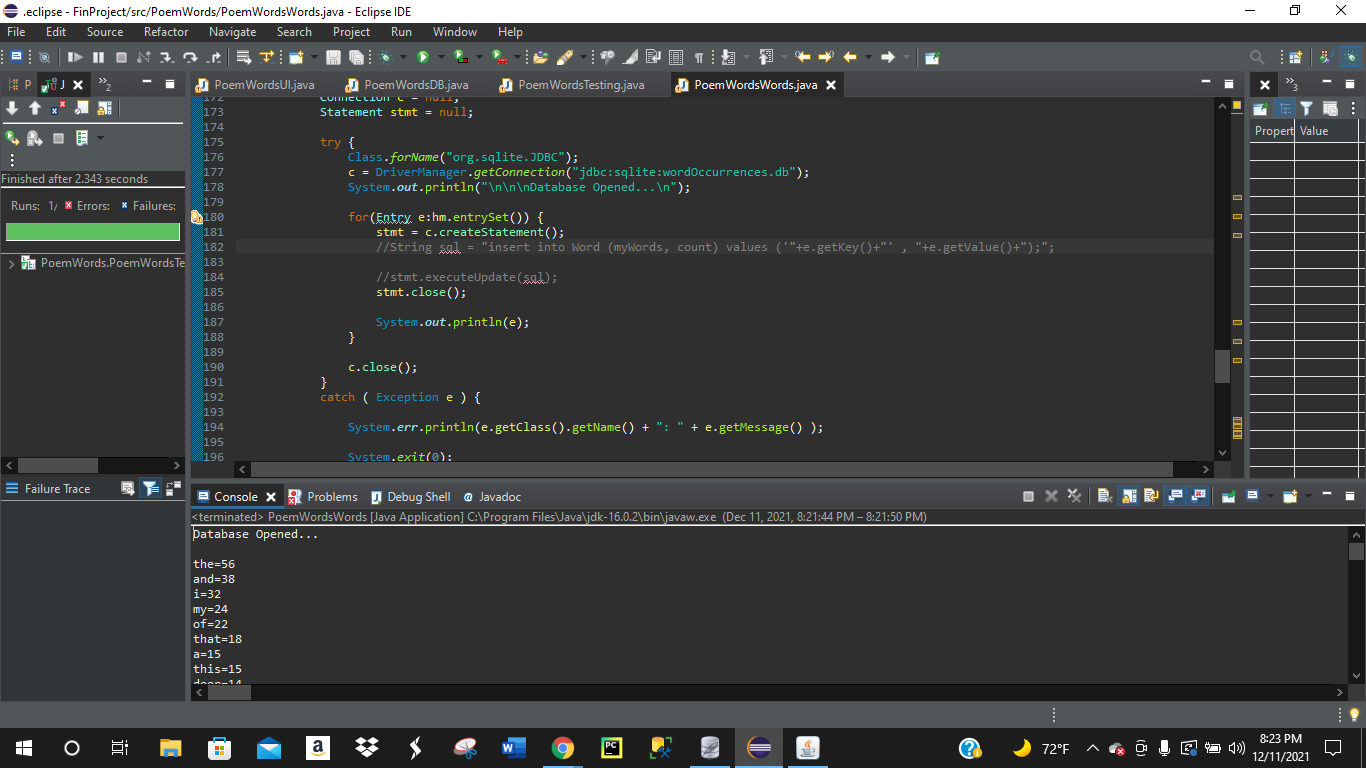 .eclipse - FinProject/src/PoemWords/PoemWordsWords.java - Eclipse IDE
File Edit Source Refactor Navigate Search Project Run Window Help
P J 2 PoemWordsUI.java PoemWordsDB.java PoemWordsTesting.java PoemWordsWords.java 3
Propert Value
Finished after 2.343 seconds
Runs: 1/ Errors: Failures:
PoemWords.PoemWordsTe
Failure Trace
172 Connection c = null;
173 Statement stmt = null;
174
175 try {
176 Class.forName("org.sqlite.JDBC");
177 c = DriverManager.getConnection("jdbc:sqlite:wordOccurrences.db");
178 System.out.println("\n\n\nDatabase Opened...\n");
179
180 for(Entry e:hm.entrySet()) {
181 stmt = c.createStatement();
182 //String sql = "insert into Word (myWords, count) values ('"+e.getKey()+"' , "+e.getValue()+");";
183
184 //stmt.executeUpdate(sql);
185 stmt.close();
186
187 System.out.println(e);
188 }
189
190 c.close();
191 }
192 catch ( Exception e ) {
193
194 System.err.println(e.getClass().getName() + ": " + e.getMessage() );
195
196 System.exit(0);
Console Problems Debug Shell @ Javadoc
<terminated> PoemWordsWords [Java Application] C:\Program Files\Java\jdk-16.0.2\bin\javaw.exe (Dec 11, 2021, 8:21:44 PM – 8:21:50 PM)
Database Opened...
the=56
and=38
i=32
my=24
of=22
that=18
a=15
this=15
door=14
72°F
8:23 PM
12/11/2021